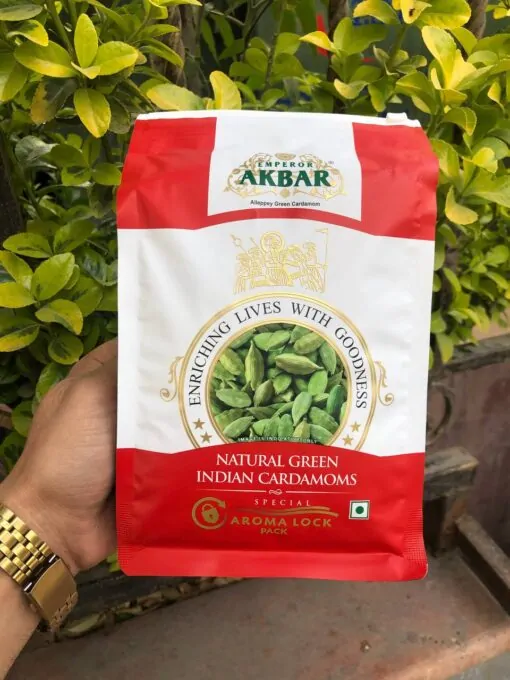 EMPEROR
AKBAR
Alleppey Green Cardamom
ENRICHING LIVES WITH GOODNESS
NATURAL GREEN
INDIAN CARDAMOMS
SPECIAL
AROMA LOCK
PACK